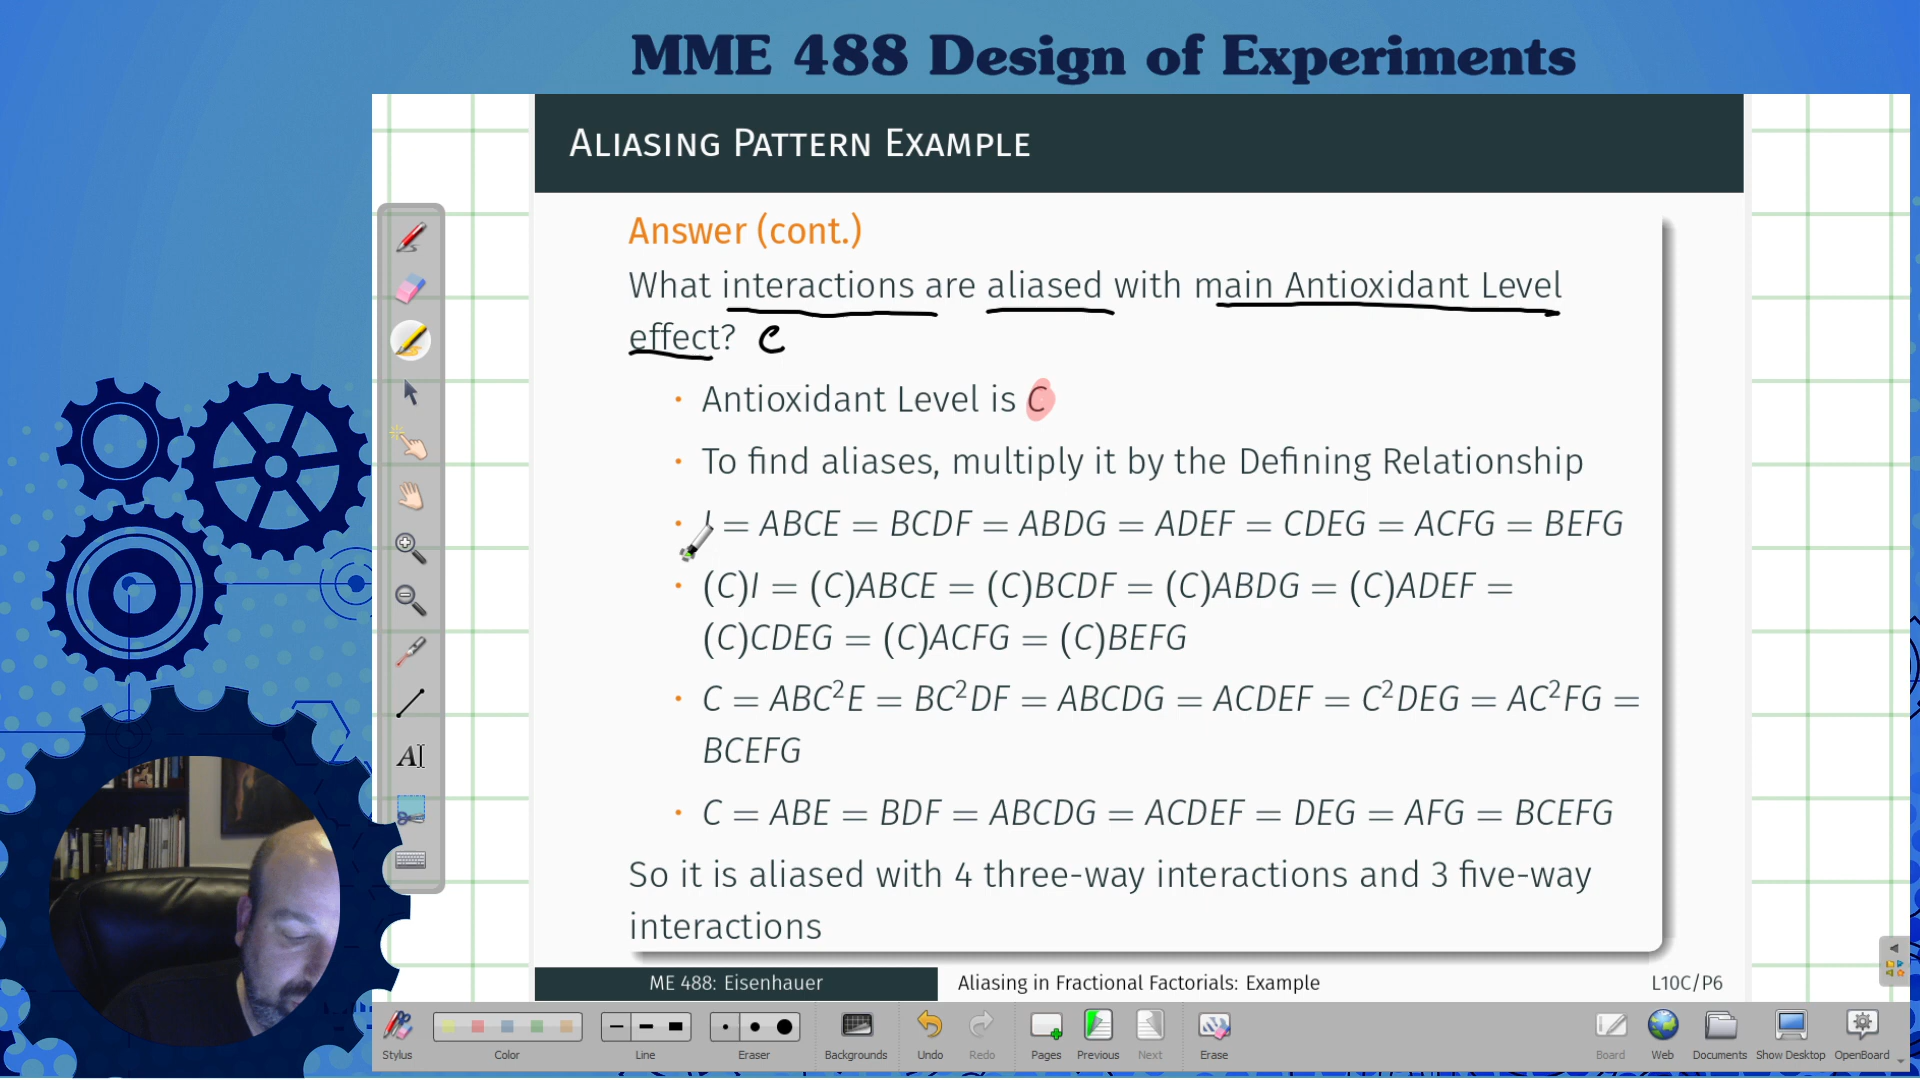 MME 488 Design of Experiments
ALIASING PATTERN EXAMPLE
Answer (cont.)
What interactions are aliased with main Antioxidant Level
effect? C
• Antioxidant Level is C
• To find aliases, multiply it by the Defining Relationship
• I = ABCE = BCDF = ABDG = ADEF = CDEG = ACFG = BEFG
• (C)I = (C)ABCE = (C)BCDF = (C)ABDG = (C)ADEF =
(C)CDEG = (C)ACFG = (C)BEFG
• C = ABC²E = BC²DF = ABCDG = ACDEF = C²DEG = AC²FG =
BCEFG
• C = ABE = BDF = ABCDG = ACDEF = DEG = AFG = BCEFG
So it is aliased with 4 three-way interactions and 3 five-way
interactions
ME 488: Eisenhauer Aliasing in Fractional Factorials: Example L10C/P6
Stylus Color Line Eraser Backgrounds Undo Redo Pages Previous Next Erase Board Web Documents Show Desktop OpenBoard